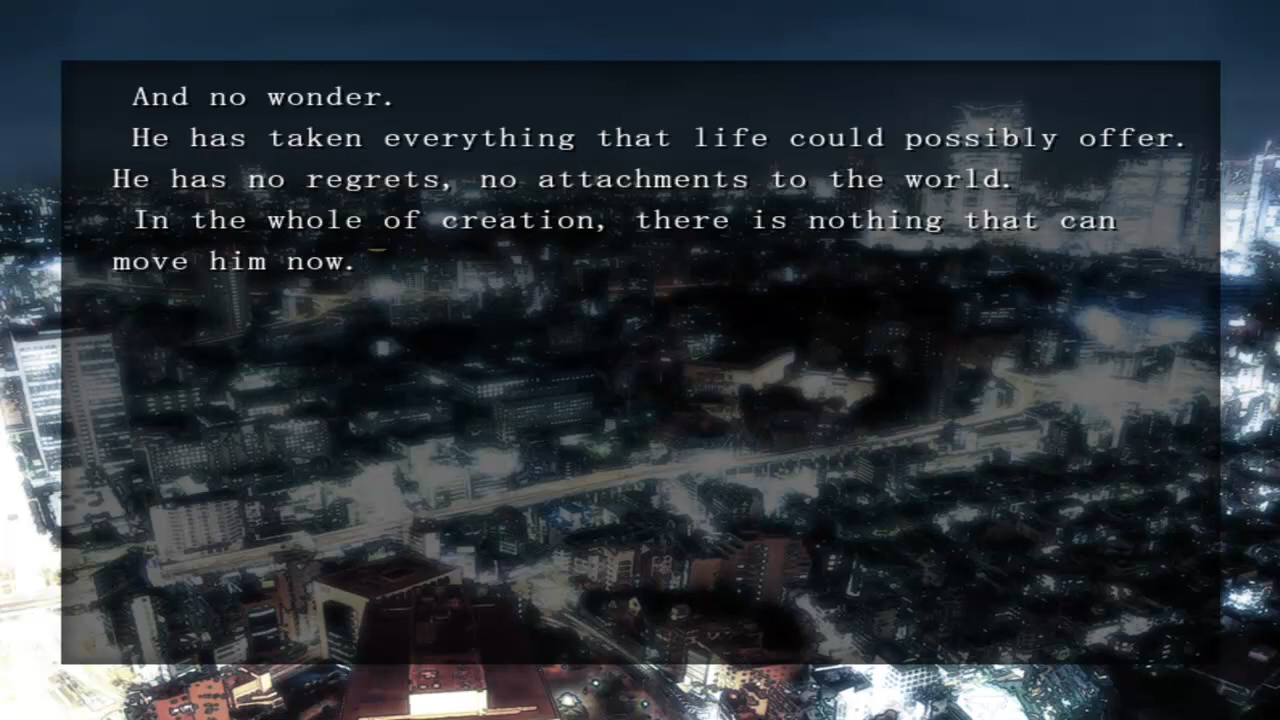 And no wonder.
He has taken everything that life could possibly offer.
He has no regrets, no attachments to the world.
In the whole of creation, there is nothing that can
move him now.